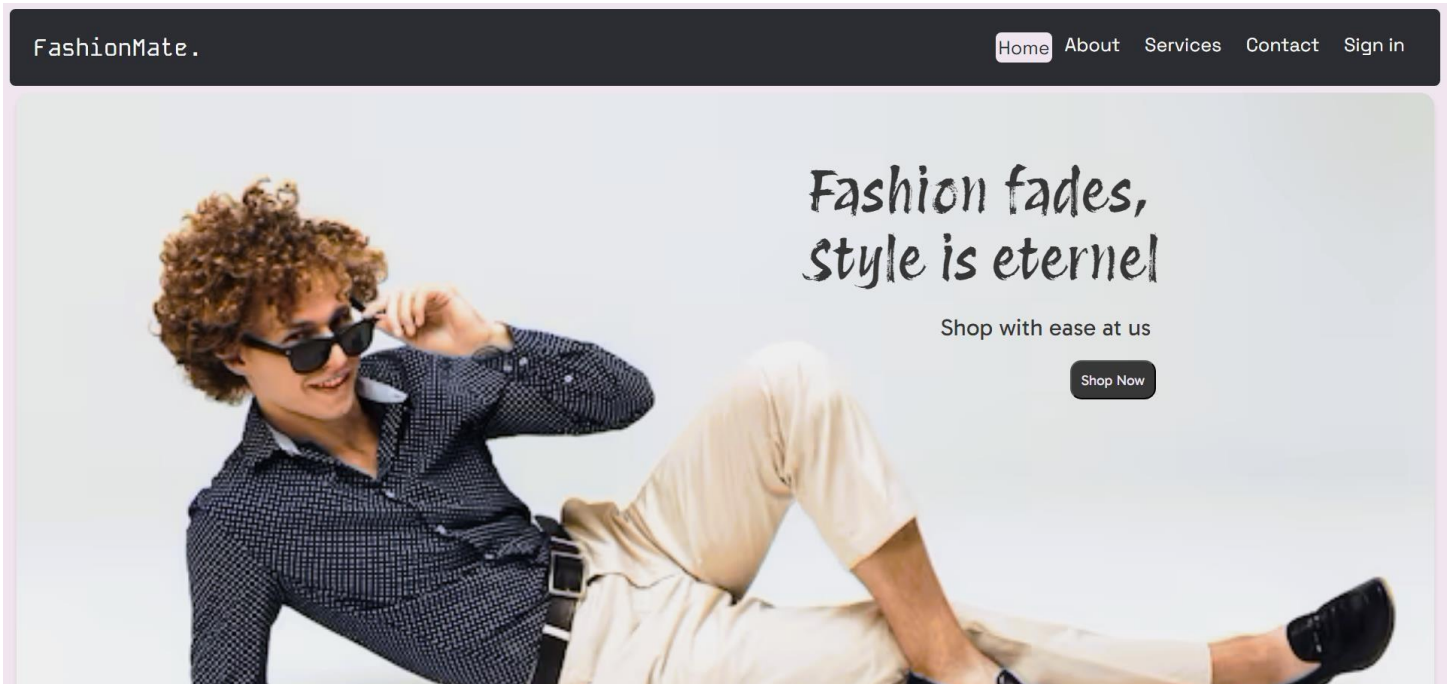 FashionMate.
Home About Services Contact Sign in
Fashion fades,
Style is eternel
Shop with ease at us
Shop Now